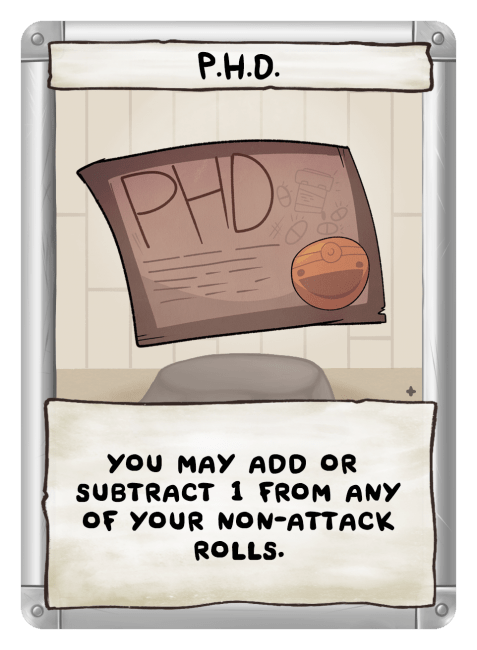 P.H.D.
PHD
YOU MAY ADD OR
SUBTRACT 1 FROM ANY
OF YOUR NON-ATTACK
ROLLS.